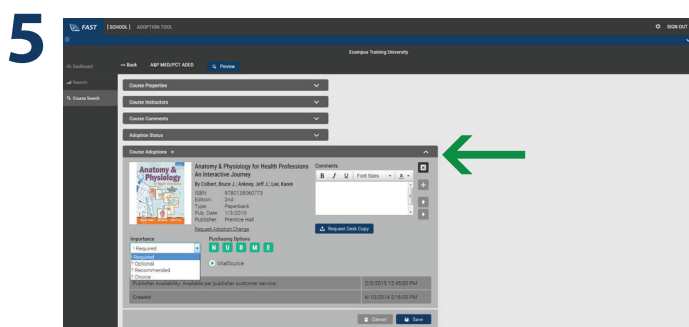 5
FAST [SCHOOL] ADOPTION TOOL SIGN OUT
Ecampus Training University
Dashboard << Back A&P MED/PCT ADED Preview
Reports
Course Search
Course Properties
Course Instructors
Course Comments
Adoption Status
Course Adoptions +
Anatomy &
Physiology
Anatomy & Physiology for Health Professions
An Interactive Journey
By Colbert, Bruce J.; Ankney, Jeff J.; Lee, Karen
ISBN: 9780135060773
Edition: 2nd
Type: Paperback
Pub. Date: 1/3/2010
Publisher: Prentice Hall
Request Adoption Change
Comments
B I U Font Sizes A
Request Desk Copy
Importance
! Required
! Required
? Optional
? Recommended
? Choice
Purchasing Options
N U R M E
VitalSource
Publisher Availability: Available per publisher customer service. 2/3/2015 12:45:00 PM
Created 6/10/2014 2:16:00 PM
Cancel Save